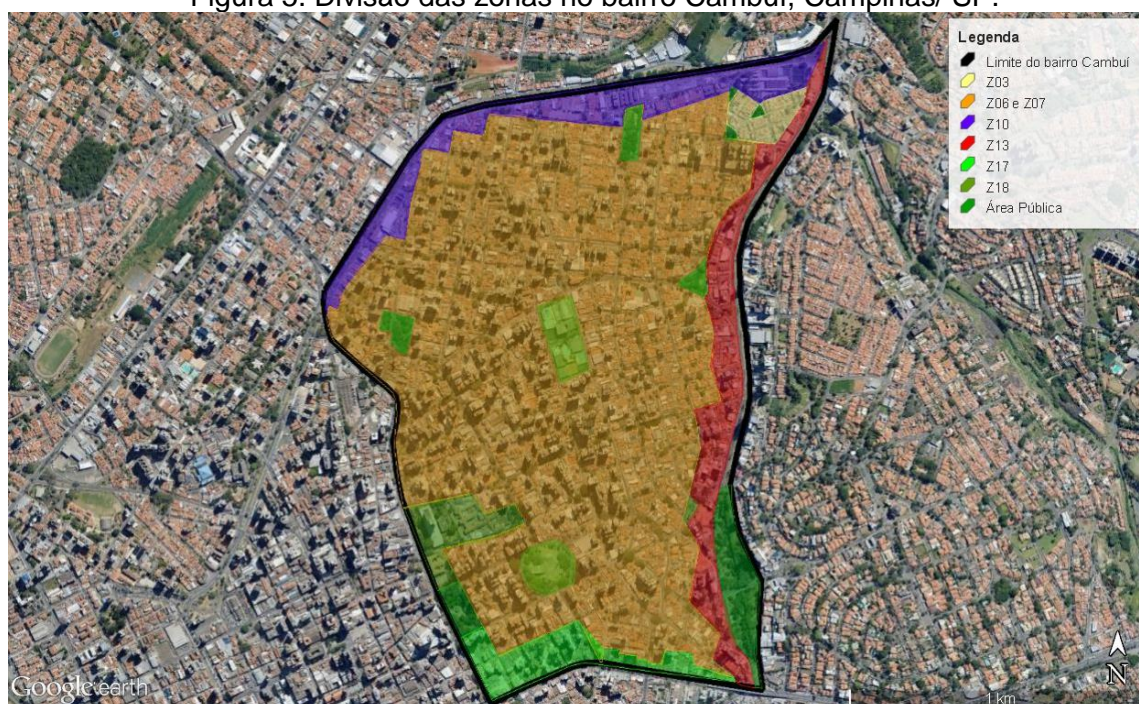 Figura 3. Divisão das zonas no bairro Cambuí, Campinas/ SP.
Legenda
Limite do bairro Cambuí
Z03
Z06 e Z07
Z10
Z13
Z17
Z18
Área Pública
N
Google earth
1 km